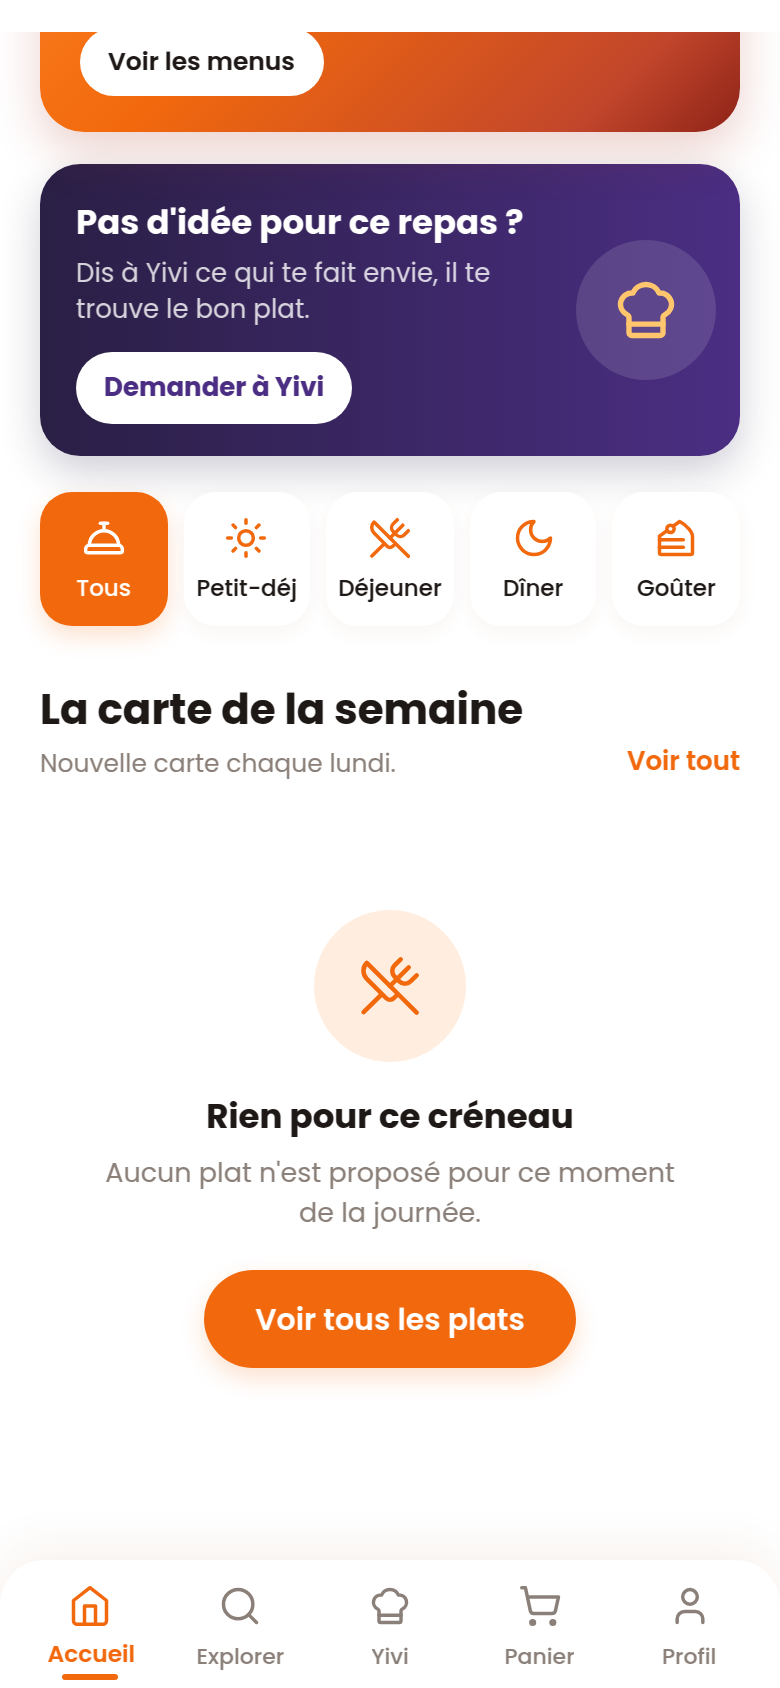 Voir les menus
Pas d'idée pour ce repas ?
Dis à Yivi ce qui te fait envie, il te
trouve le bon plat.
Demander à Yivi
Tous
Petit-déj
Déjeuner
Dîner
Goûter
La carte de la semaine
Nouvelle carte chaque lundi.
Voir tout
Rien pour ce créneau
Aucun plat n'est proposé pour ce moment
de la journée.
Voir tous les plats
Accueil
Explorer
Yivi
Panier
Profil